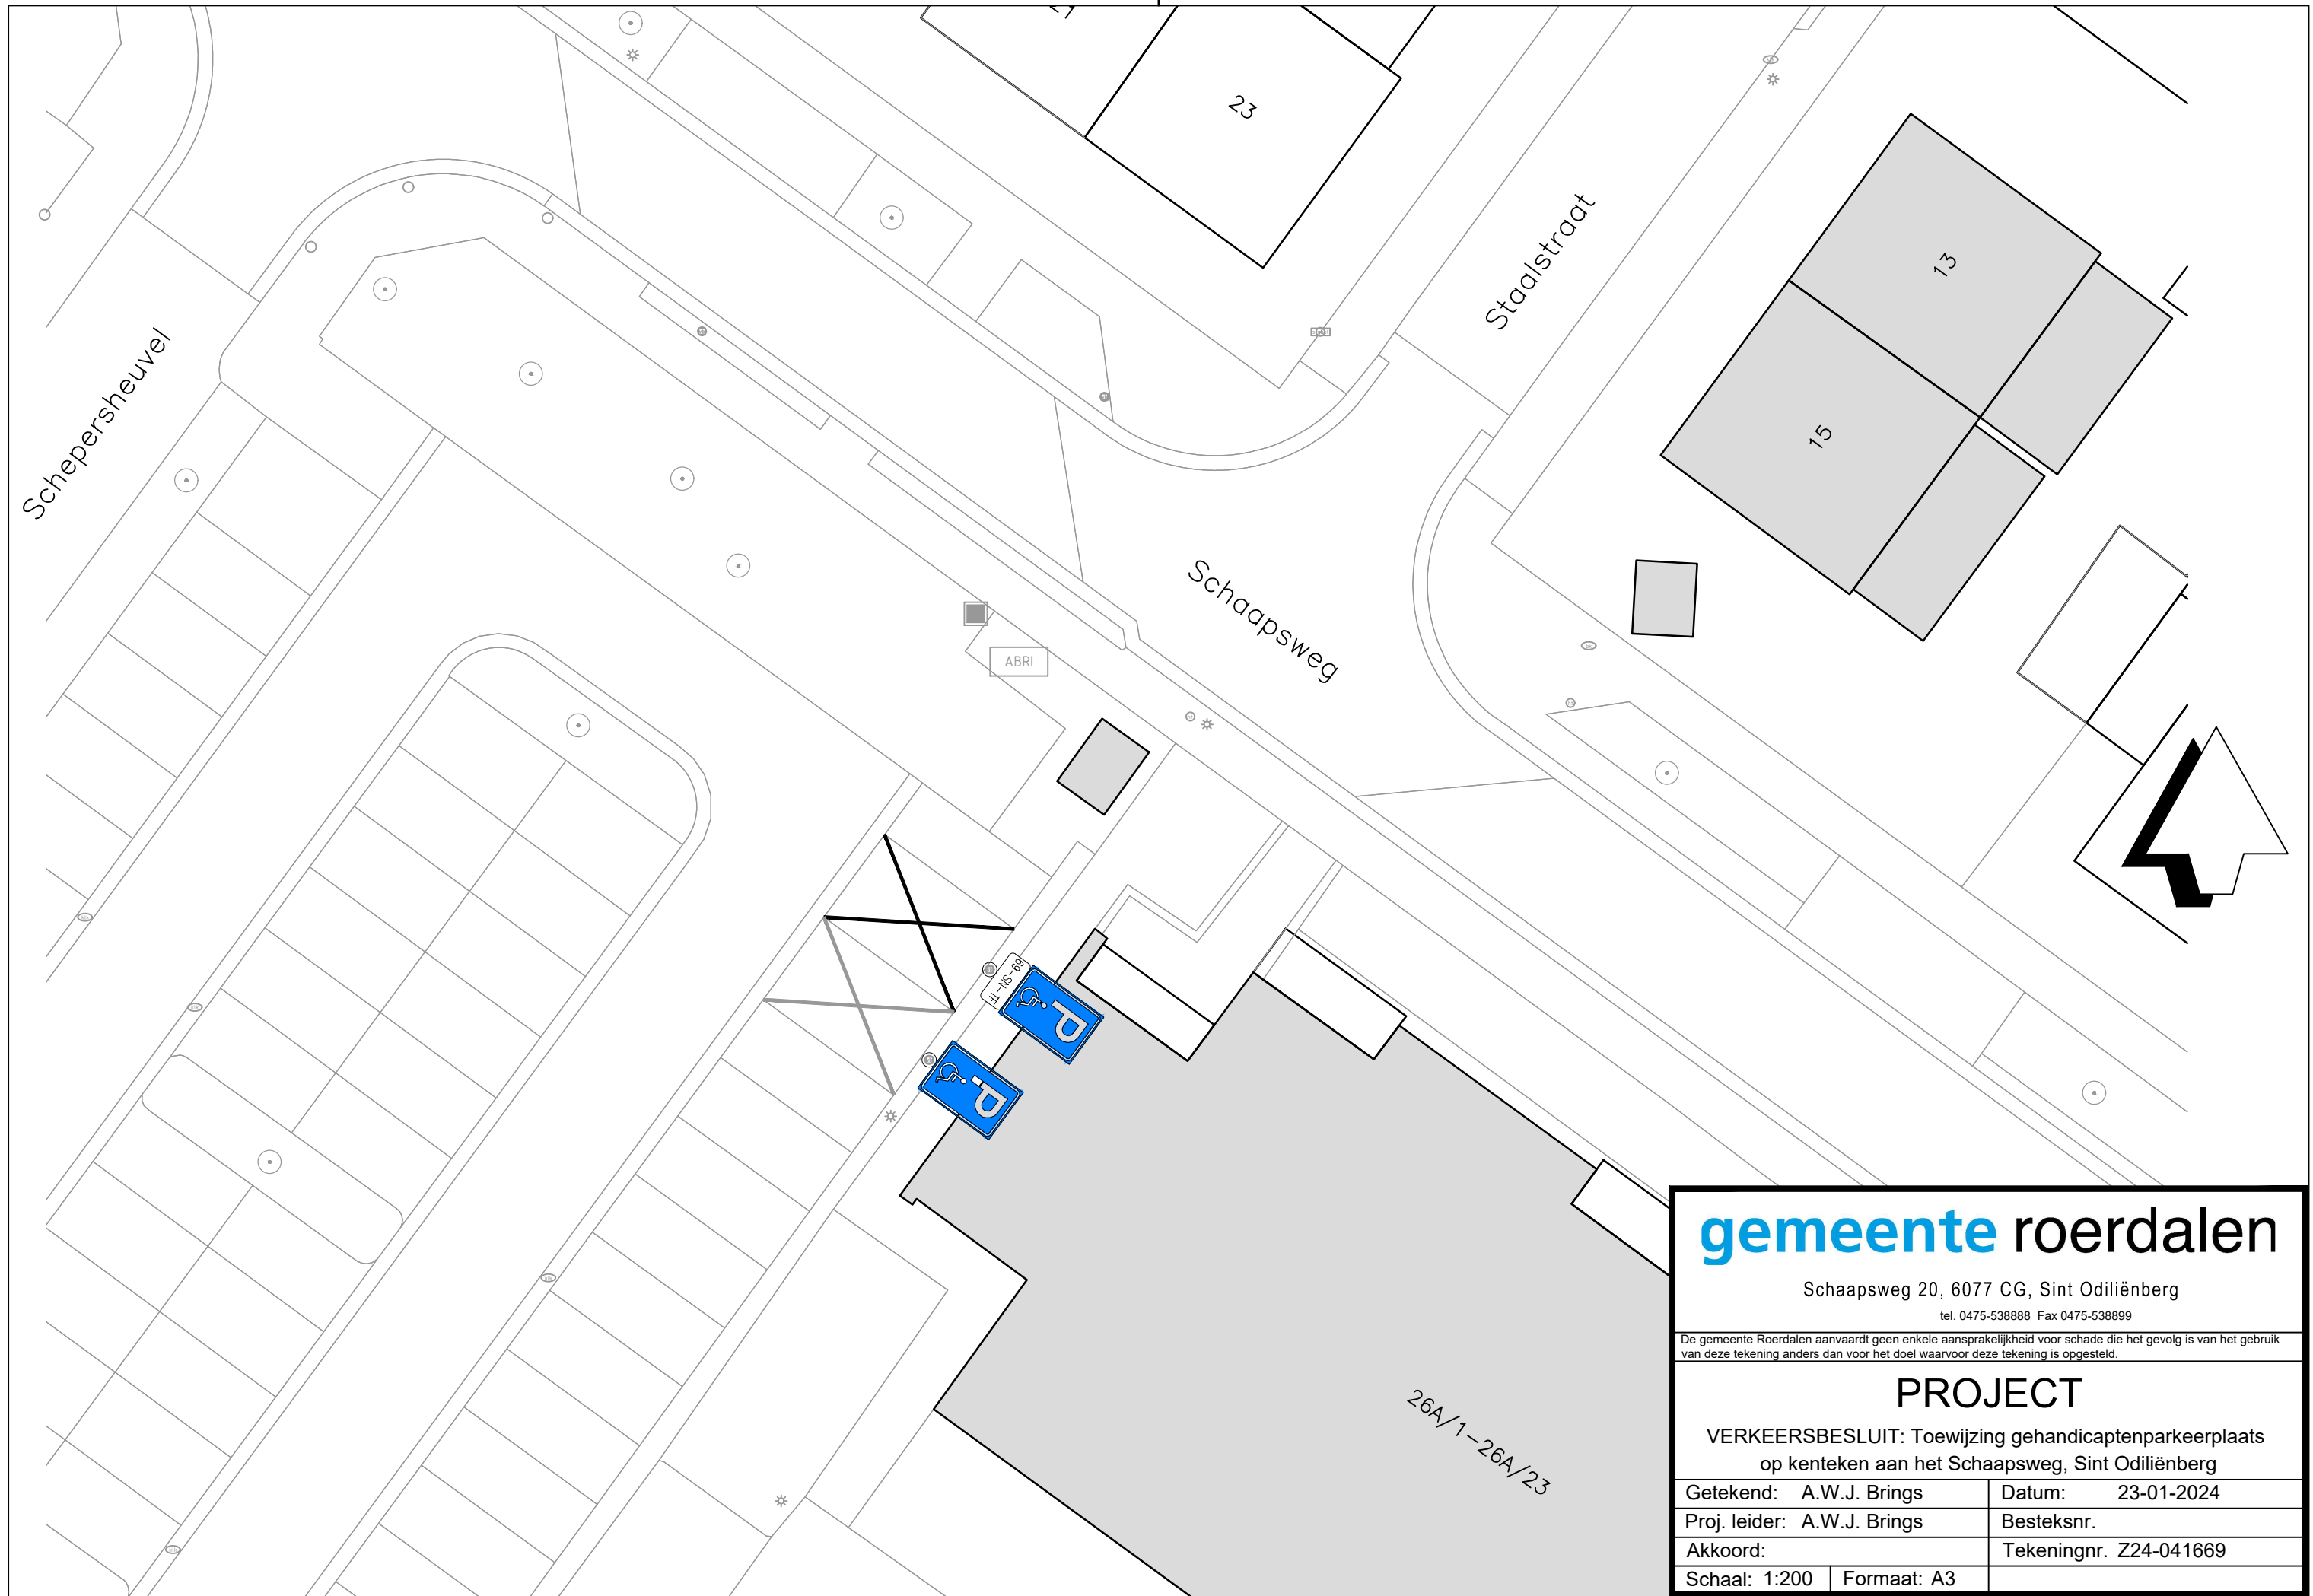 21
23
Staalstraat
13
15
Schepersheuvel
Schaapsweg
ABRI
69-SN-TF
P
P
26A/1-26A/23
gemeente roerdalen
Schaapsweg 20, 6077 CG, Sint Odiliënberg
tel. 0475-538888 Fax 0475-538899
De gemeente Roerdalen aanvaardt geen enkele aansprakelijkheid voor schade die het gevolg is van het gebruik
van deze tekening anders dan voor het doel waarvoor deze tekening is opgesteld.
PROJECT
VERKEERSBESLUIT: Toewijzing gehandicaptenparkeerplaats
op kenteken aan het Schaapsweg, Sint Odiliënberg
Getekend: A.W.J. Brings Datum: 23-01-2024
Proj. leider: A.W.J. Brings Besteksnr.
Akkoord: Tekeningnr. Z24-041669
Schaal: 1:200 Formaat: A3